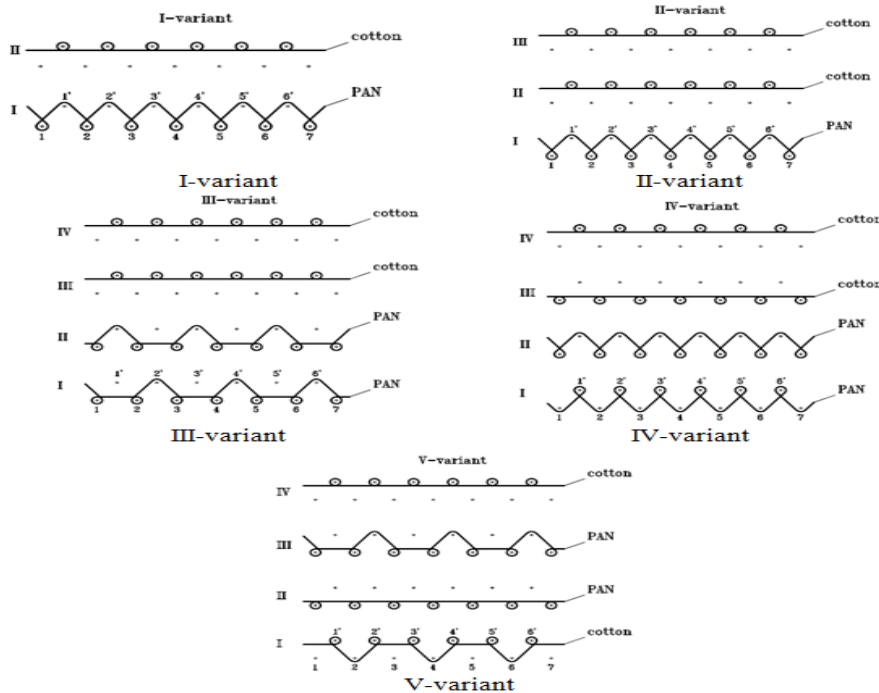 I-variant
II cotton
1' 2' 3' 4' 5' 6' PAN
I
1 2 3 4 5 6 7
I-variant
II-variant
III cotton
II cotton
1' 2' 3' 4' 5' 6' PAN
I
1 2 3 4 5 6 7
II-variant
III-variant
IV cotton
III cotton
II PAN
1' 2' 3' 4' 5' 6'
I PAN
1 2 3 4 5 6 7
III-variant
IV-variant
IV cotton
III cotton
II PAN
1' 2' 3' 4' 5' 6'
I PAN
1 2 3 4 5 6 7
IV-variant
V-variant
IV cotton
III PAN
II PAN
1' 2' 3' 4' 5' 6'
I cotton
1 2 3 4 5 6 7
V-variant